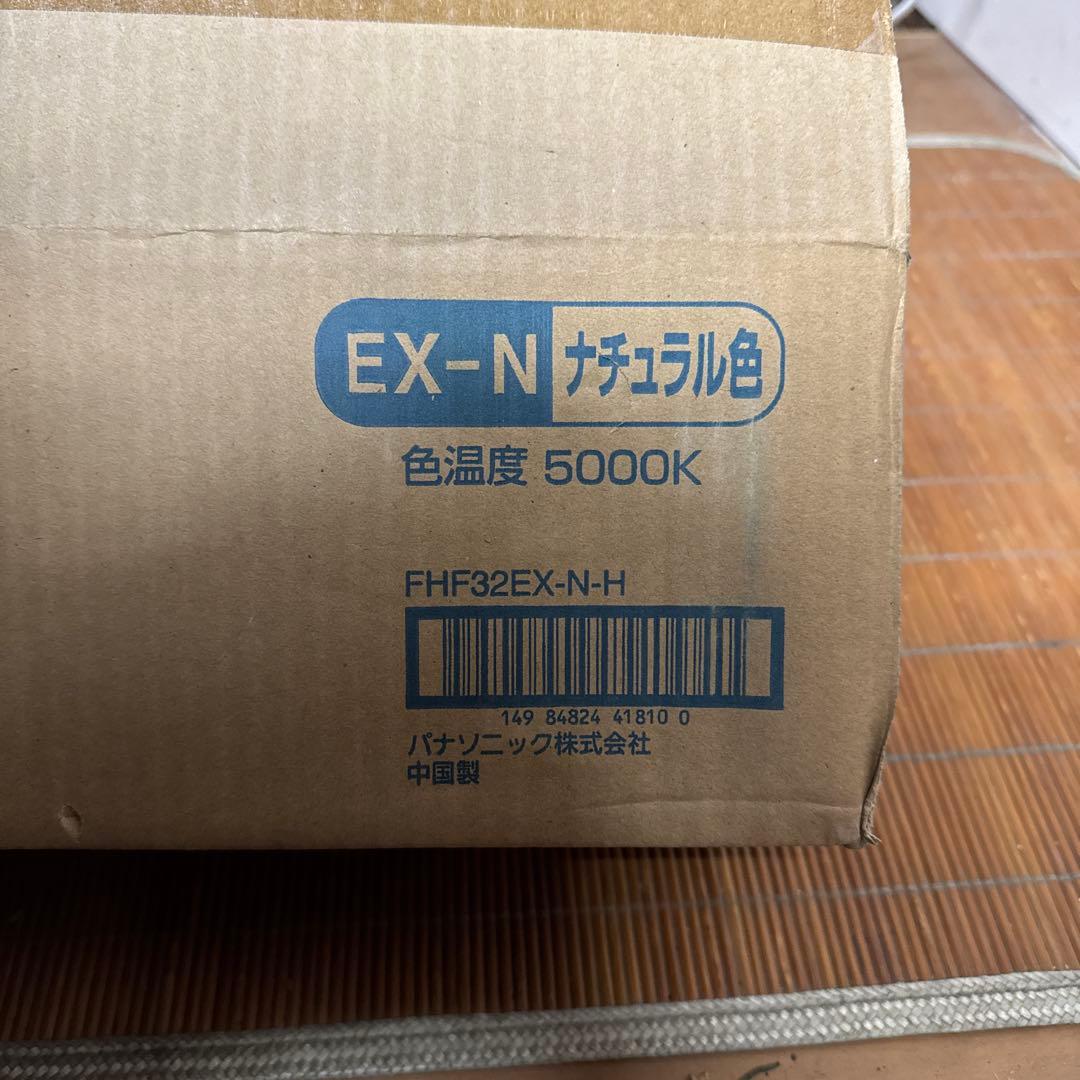 EX-N ナチュラル色
色温度 5000K
FHF32EX-N-H
149 84824 41810 0
パナソニック株式会社
中国製